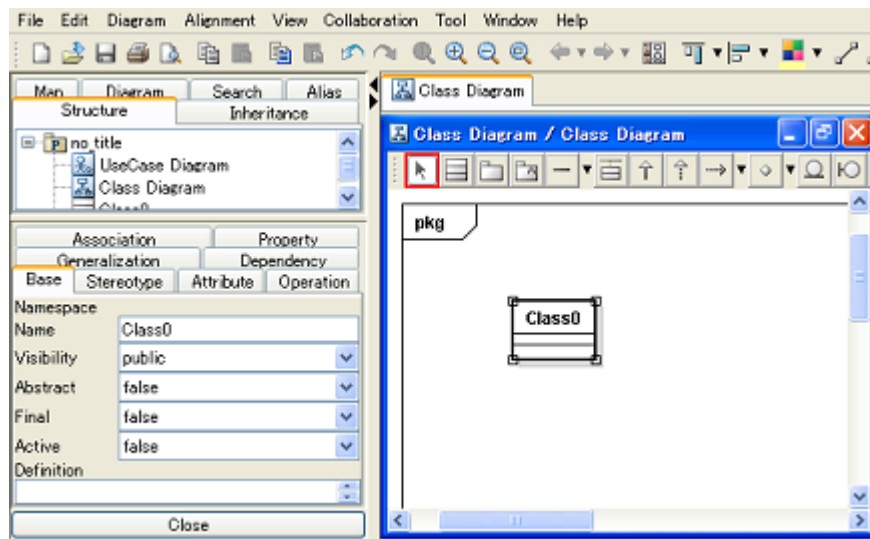 File Edit Diagram Alignment View Collaboration Tool Window Help
Map Diagram Search Alias
Structure Inheritance
no_title
UseCase Diagram
Class Diagram
Class0
Association Property
Generalization Dependency
Base Stereotype Attribute Operation
Namespace
Name Class0
Visibility public
Abstract false
Final false
Active false
Definition
Close
Class Diagram
Class Diagram / Class Diagram
pkg
Class0